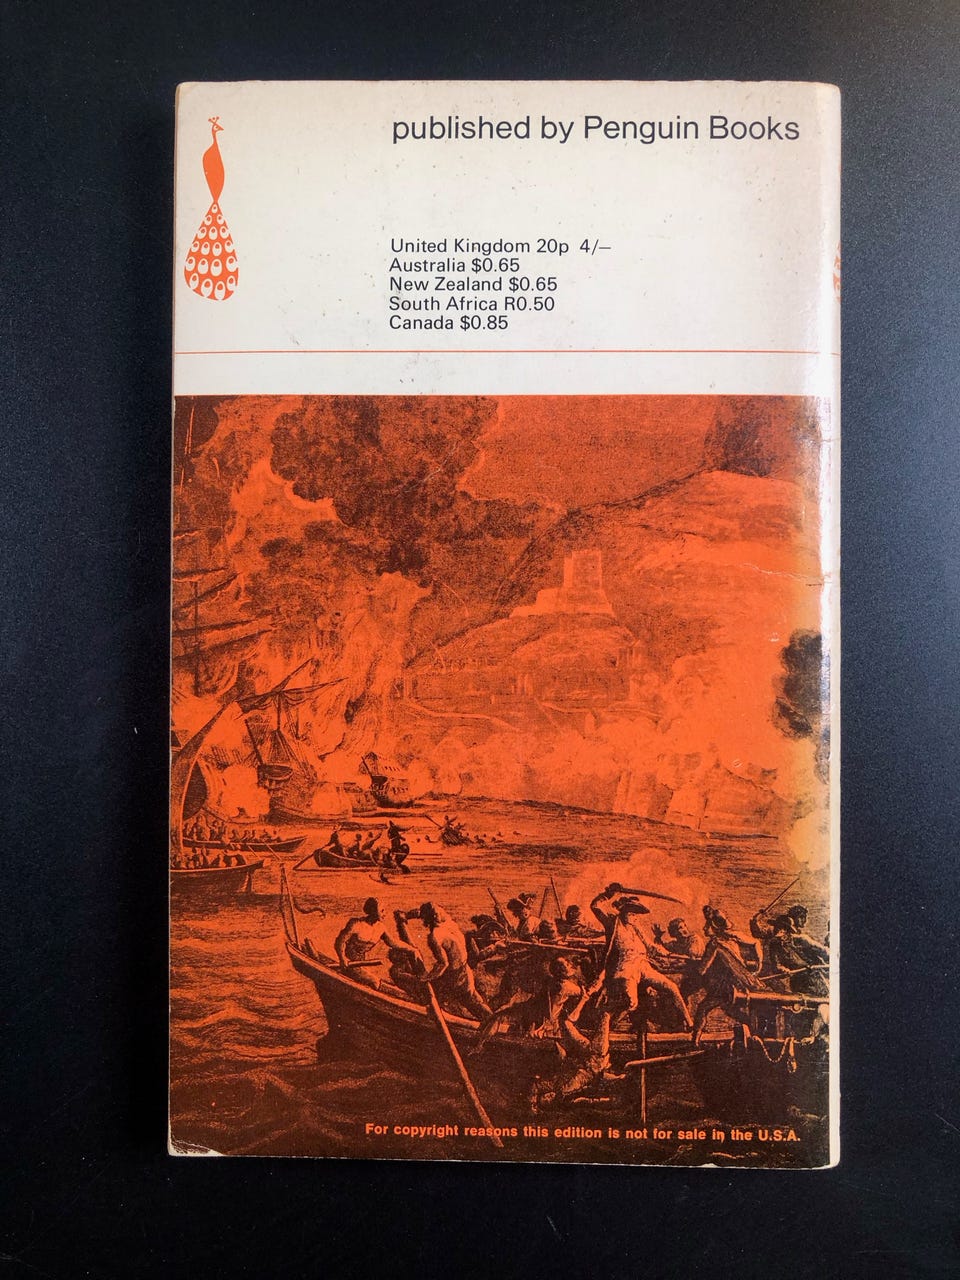 published by Penguin Books
United Kingdom 20p 4/–
Australia $0.65
New Zealand $0.65
South Africa R0.50
Canada $0.85
For copyright reasons this edition is not for sale in the U.S.A.